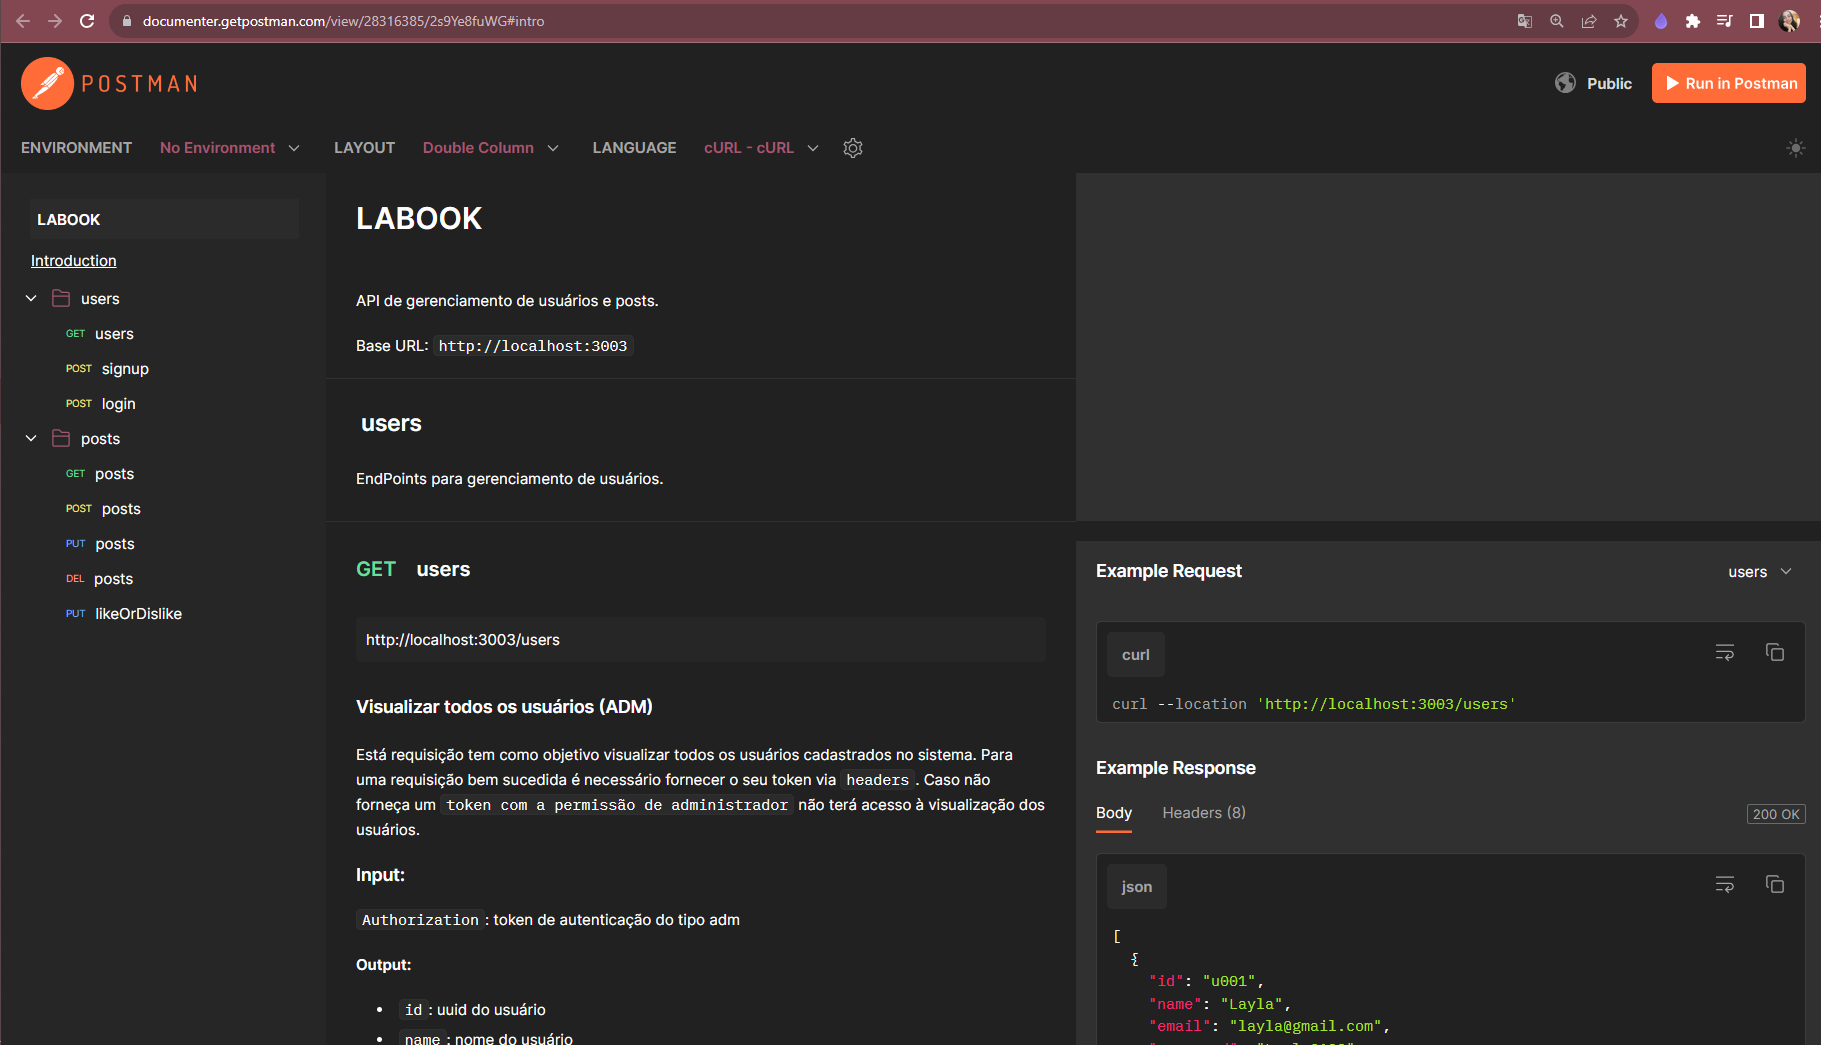 documenter.getpostman.com/view/28316385/2s9Ye8fuWG#intro
POSTMAN
Public
Run in Postman
ENVIRONMENT No Environment LAYOUT Double Column LANGUAGE cURL - cURL
LABOOK
Introduction
users
GET users
POST signup
POST login
posts
GET posts
POST posts
PUT posts
DEL posts
PUT likeOrDislike
LABOOK
API de gerenciamento de usuários e posts.
Base URL: http://localhost:3003
users
EndPoints para gerenciamento de usuários.
GET users
http://localhost:3003/users
Visualizar todos os usuários (ADM)
Está requisição tem como objetivo visualizar todos os usuários cadastrados no sistema. Para
uma requisição bem sucedida é necessário fornecer o seu token via headers. Caso não
forneça um token com a permissão de administrador não terá acesso à visualização dos
usuários.
Input:
Authorization: token de autenticação do tipo adm
Output:
• id: uuid do usuário
• name: nome do usuário
Example Request
users
curl
curl --location 'http://localhost:3003/users'
Example Response
Body Headers (8)
200 OK
json
[
{
"id": "u001",
"name": "Layla",
"email": "layla@gmail.com",